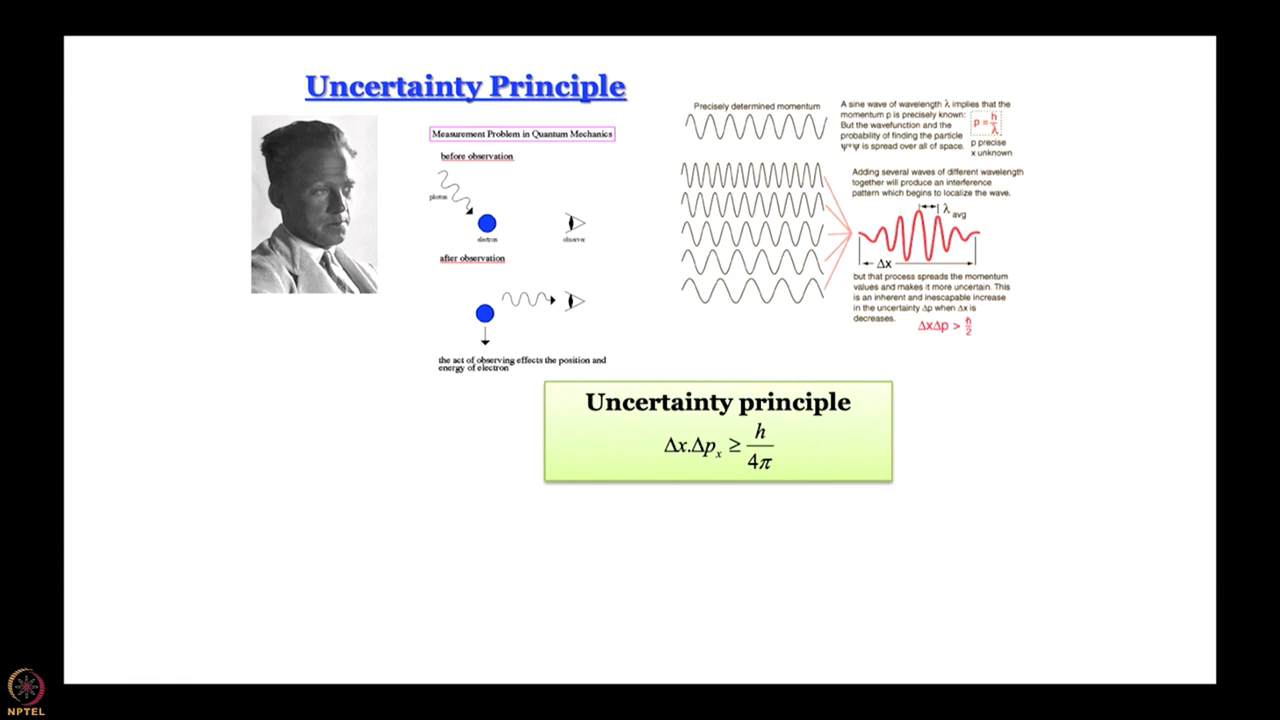 Uncertainty Principle
Measurement Problem in Quantum Mechanics
before observation
photon
electron
observer
after observation
the act of observing effects the position and
energy of electron
Precisely determined momentum
A sine wave of wavelength λ implies that the
momentum p is precisely known:
But the wavefunction and the
probability of finding the particle
ψ*ψ is spread over all of space.
p = h/λ
p precise
x unknown
Adding several waves of different wavelength
together will produce an interference
pattern which begins to localize the wave.
λ avg
Δx
but that process spreads the momentum
values and makes it more uncertain. This
is an inherent and inescapable increase
in the uncertainty Δp when Δx is
decreases.
ΔxΔp > ħ/2
Uncertainty principle
Δx.Δpₓ ≥ h/4π
NPTEL